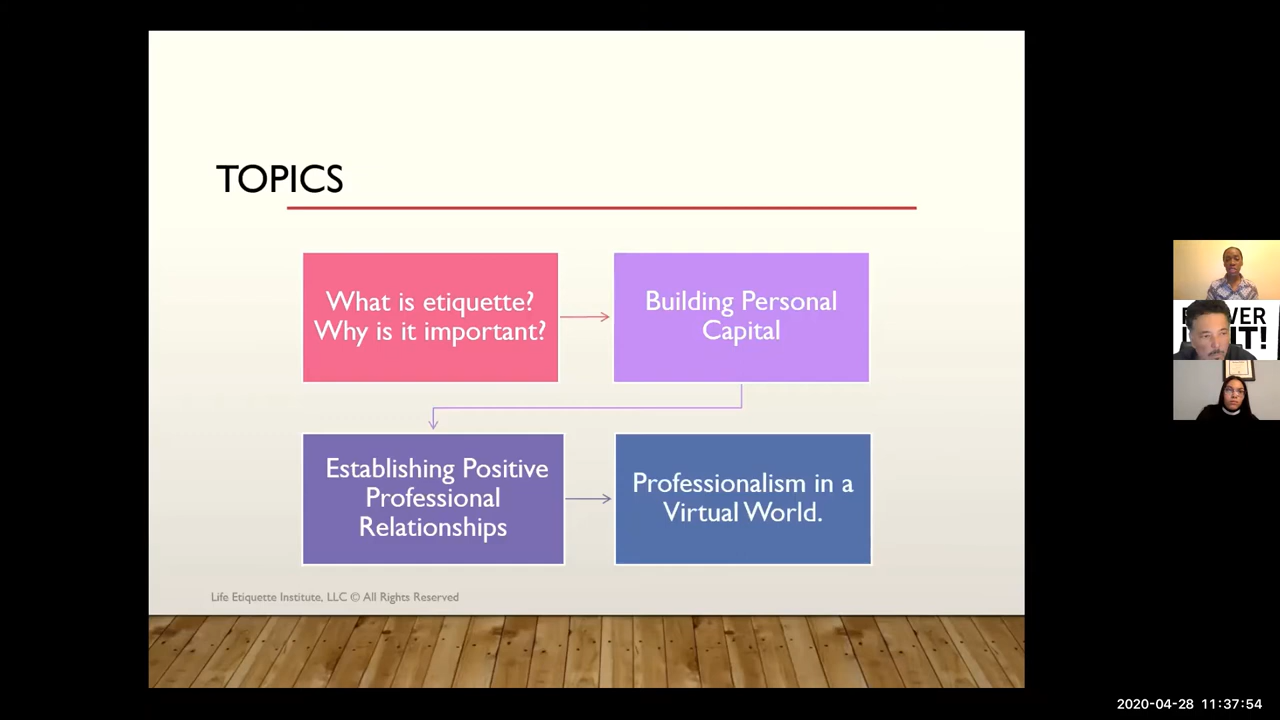 TOPICS
What is etiquette?
Why is it important?
Building Personal
Capital
Establishing Positive
Professional
Relationships
Professionalism in a
Virtual World.
Life Etiquette Institute, LLC © All Rights Reserved
2020-04-28 11:37:54